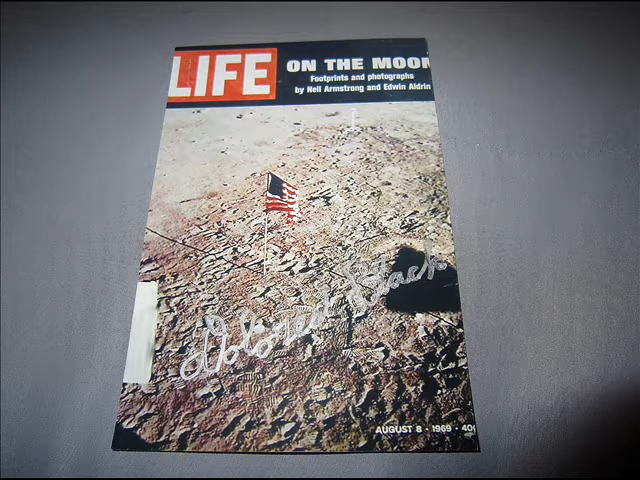 LIFE
ON THE MOON
Footprints and photographs
by Neil Armstrong and Edwin Aldrin
AUGUST 8 · 1969 · 40¢